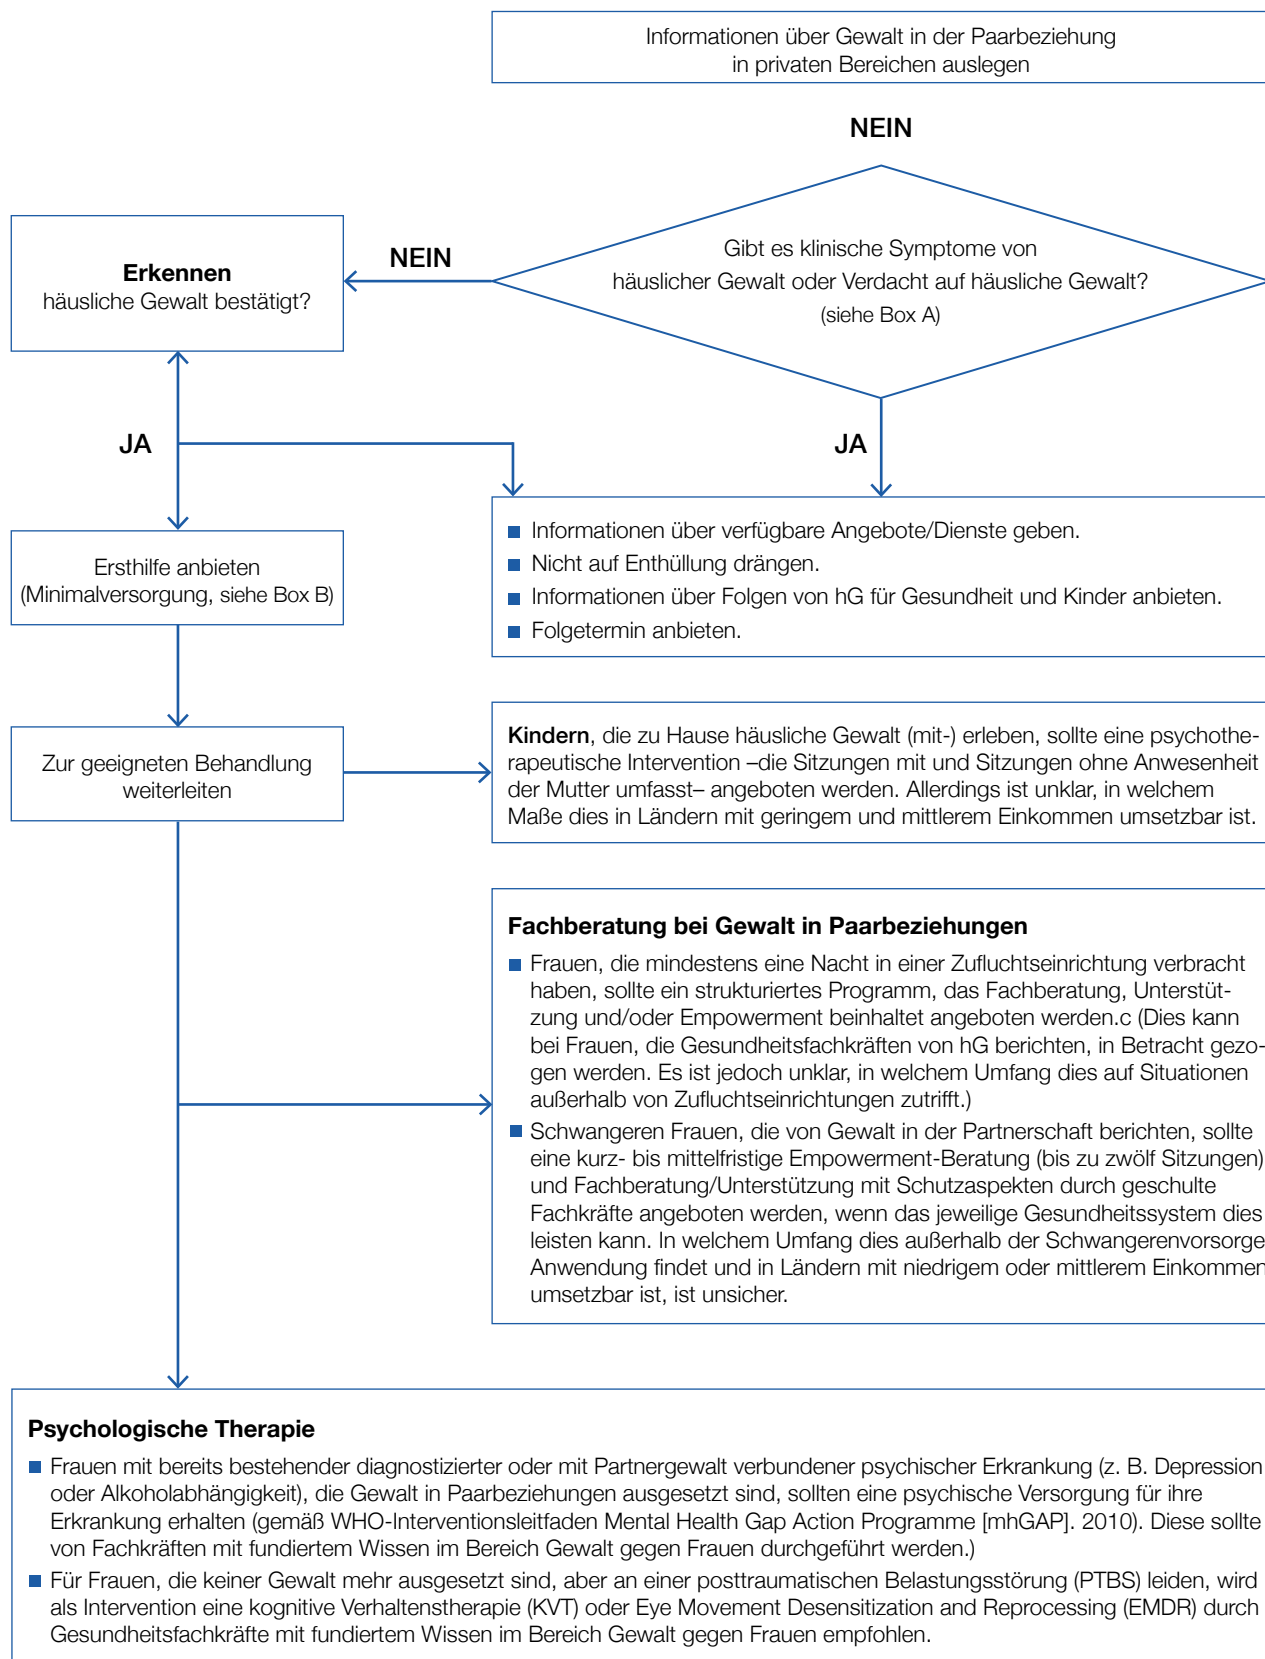 Informationen über Gewalt in der Paarbeziehung
in privaten Bereichen auslegen
NEIN
Gibt es klinische Symptome von
häuslicher Gewalt oder Verdacht auf häusliche Gewalt?
(siehe Box A)
NEIN
Erkennen
häusliche Gewalt bestätigt?
JA
JA
Ersthilfe anbieten
(Minimalversorgung, siehe Box B)
■ Informationen über verfügbare Angebote/Dienste geben.
■ Nicht auf Enthüllung drängen.
■ Informationen über Folgen von hG für Gesundheit und Kinder anbieten.
■ Folgetermin anbieten.
Zur geeigneten Behandlung
weiterleiten
Kindern, die zu Hause häusliche Gewalt (mit-) erleben, sollte eine psychothe-
rapeutische Intervention –die Sitzungen mit und Sitzungen ohne Anwesenheit
der Mutter umfasst– angeboten werden. Allerdings ist unklar, in welchem
Maße dies in Ländern mit geringem und mittlerem Einkommen umsetzbar ist.
Fachberatung bei Gewalt in Paarbeziehungen
■ Frauen, die mindestens eine Nacht in einer Zufluchtseinrichtung verbracht
haben, sollte ein strukturiertes Programm, das Fachberatung, Unterstüt-
zung und/oder Empowerment beinhaltet angeboten werden.c (Dies kann
bei Frauen, die Gesundheitsfachkräften von hG berichten, in Betracht gezo-
gen werden. Es ist jedoch unklar, in welchem Umfang dies auf Situationen
außerhalb von Zufluchtseinrichtungen zutrifft.)
■ Schwangeren Frauen, die von Gewalt in der Partnerschaft berichten, sollte
eine kurz- bis mittelfristige Empowerment-Beratung (bis zu zwölf Sitzungen)
und Fachberatung/Unterstützung mit Schutzaspekten durch geschulte
Fachkräfte angeboten werden, wenn das jeweilige Gesundheitssystem dies
leisten kann. In welchem Umfang dies außerhalb der Schwangerenvorsorge
Anwendung findet und in Ländern mit niedrigem oder mittlerem Einkommen
umsetzbar ist, ist unsicher.
Psychologische Therapie
■ Frauen mit bereits bestehender diagnostizierter oder mit Partnergewalt verbundener psychischer Erkrankung (z. B. Depression
oder Alkoholabhängigkeit), die Gewalt in Paarbeziehungen ausgesetzt sind, sollten eine psychische Versorgung für ihre
Erkrankung erhalten (gemäß WHO-Interventionsleitfaden Mental Health Gap Action Programme [mhGAP]. 2010). Diese sollte
von Fachkräften mit fundiertem Wissen im Bereich Gewalt gegen Frauen durchgeführt werden.)
■ Für Frauen, die keiner Gewalt mehr ausgesetzt sind, aber an einer posttraumatischen Belastungsstörung (PTBS) leiden, wird
als Intervention eine kognitive Verhaltenstherapie (KVT) oder Eye Movement Desensitization and Reprocessing (EMDR) durch
Gesundheitsfachkräfte mit fundiertem Wissen im Bereich Gewalt gegen Frauen empfohlen.